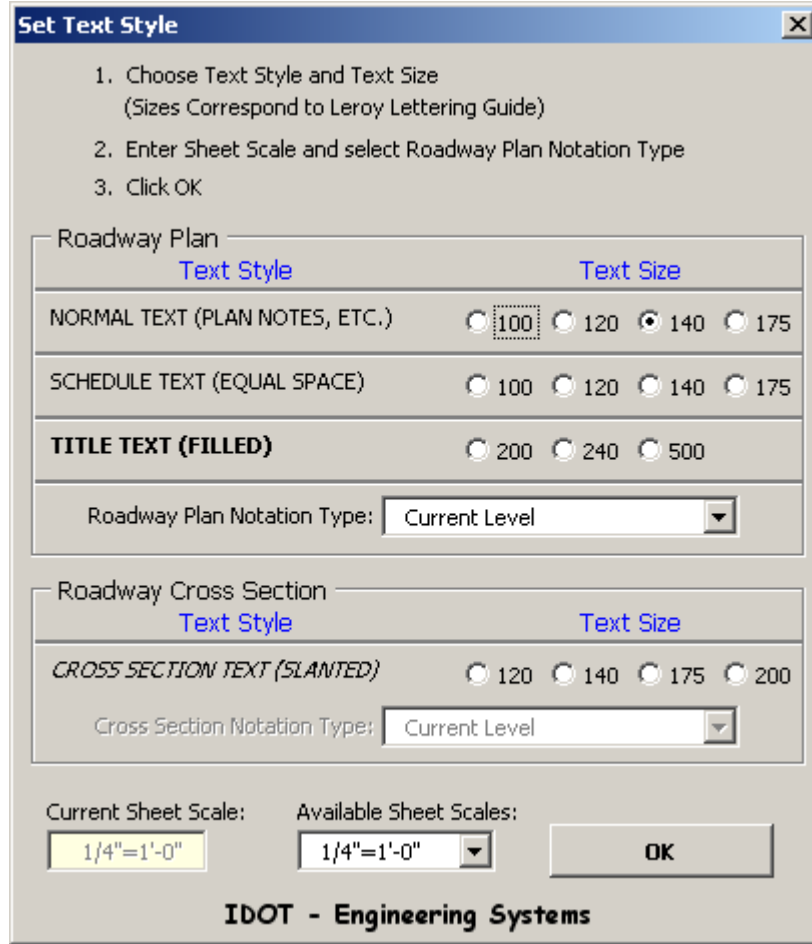 Set Text Style
1. Choose Text Style and Text Size
(Sizes Correspond to Leroy Lettering Guide)
2. Enter Sheet Scale and select Roadway Plan Notation Type
3. Click OK
Roadway Plan
Text Style Text Size
NORMAL TEXT (PLAN NOTES, ETC.) 100 120 140 175
SCHEDULE TEXT (EQUAL SPACE) 100 120 140 175
TITLE TEXT (FILLED) 200 240 500
Roadway Plan Notation Type: Current Level
Roadway Cross Section
Text Style Text Size
CROSS SECTION TEXT (SLANTED) 120 140 175 200
Cross Section Notation Type: Current Level
Current Sheet Scale: Available Sheet Scales:
1/4"=1'-0" 1/4"=1'-0" OK
IDOT - Engineering Systems